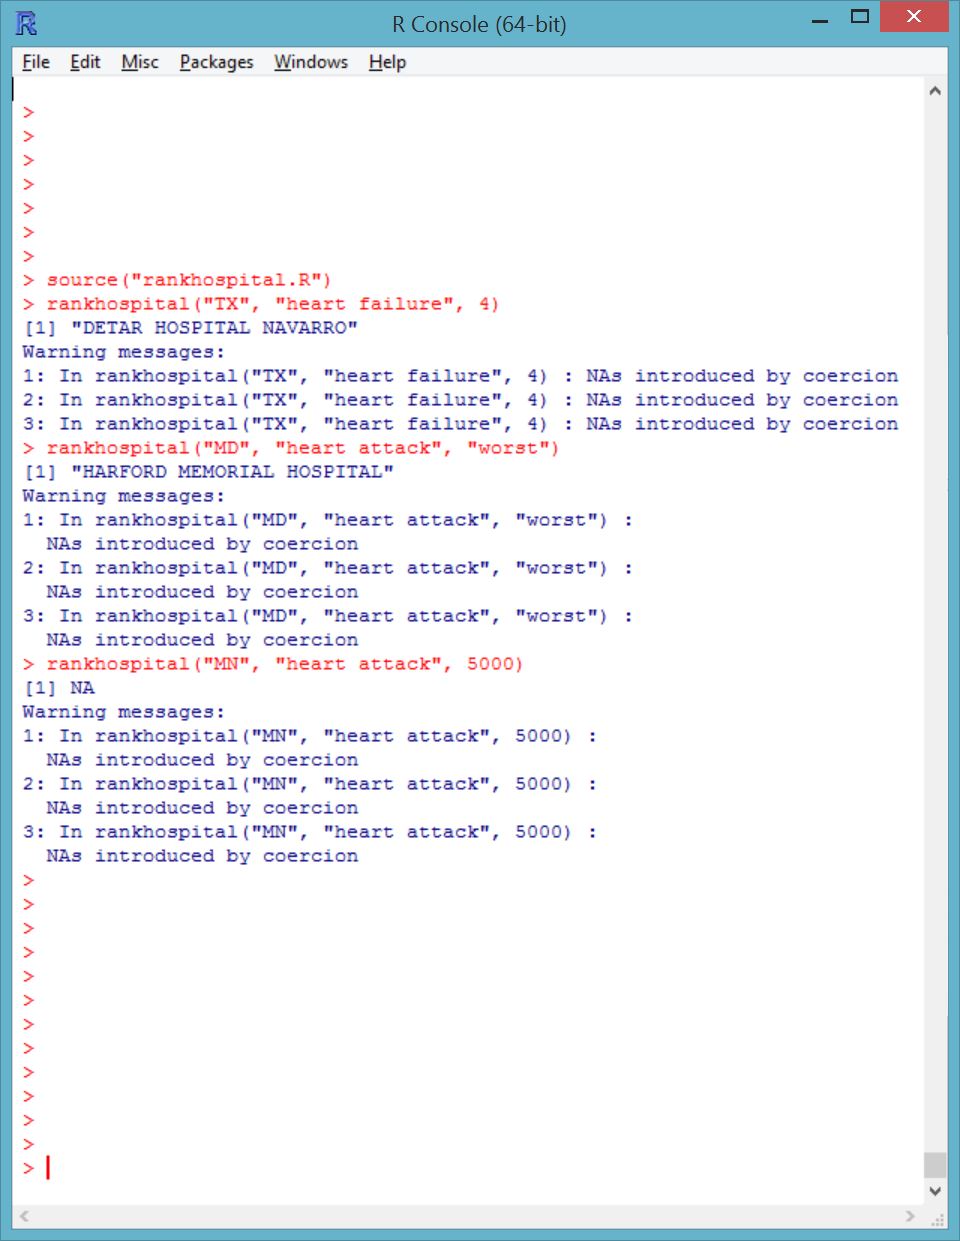 R Console (64-bit)
File Edit Misc Packages Windows Help
>
>
>
>
>
>
>
> source("rankhospital.R")
> rankhospital("TX", "heart failure", 4)
[1] "DETAR HOSPITAL NAVARRO"
Warning messages:
1: In rankhospital("TX", "heart failure", 4) : NAs introduced by coercion
2: In rankhospital("TX", "heart failure", 4) : NAs introduced by coercion
3: In rankhospital("TX", "heart failure", 4) : NAs introduced by coercion
> rankhospital("MD", "heart attack", "worst")
[1] "HARFORD MEMORIAL HOSPITAL"
Warning messages:
1: In rankhospital("MD", "heart attack", "worst") :
  NAs introduced by coercion
2: In rankhospital("MD", "heart attack", "worst") :
  NAs introduced by coercion
3: In rankhospital("MD", "heart attack", "worst") :
  NAs introduced by coercion
> rankhospital("MN", "heart attack", 5000)
[1] NA
Warning messages:
1: In rankhospital("MN", "heart attack", 5000) :
  NAs introduced by coercion
2: In rankhospital("MN", "heart attack", 5000) :
  NAs introduced by coercion
3: In rankhospital("MN", "heart attack", 5000) :
  NAs introduced by coercion
>
>
>
>
>
>
>
>
>
>
>
>
>